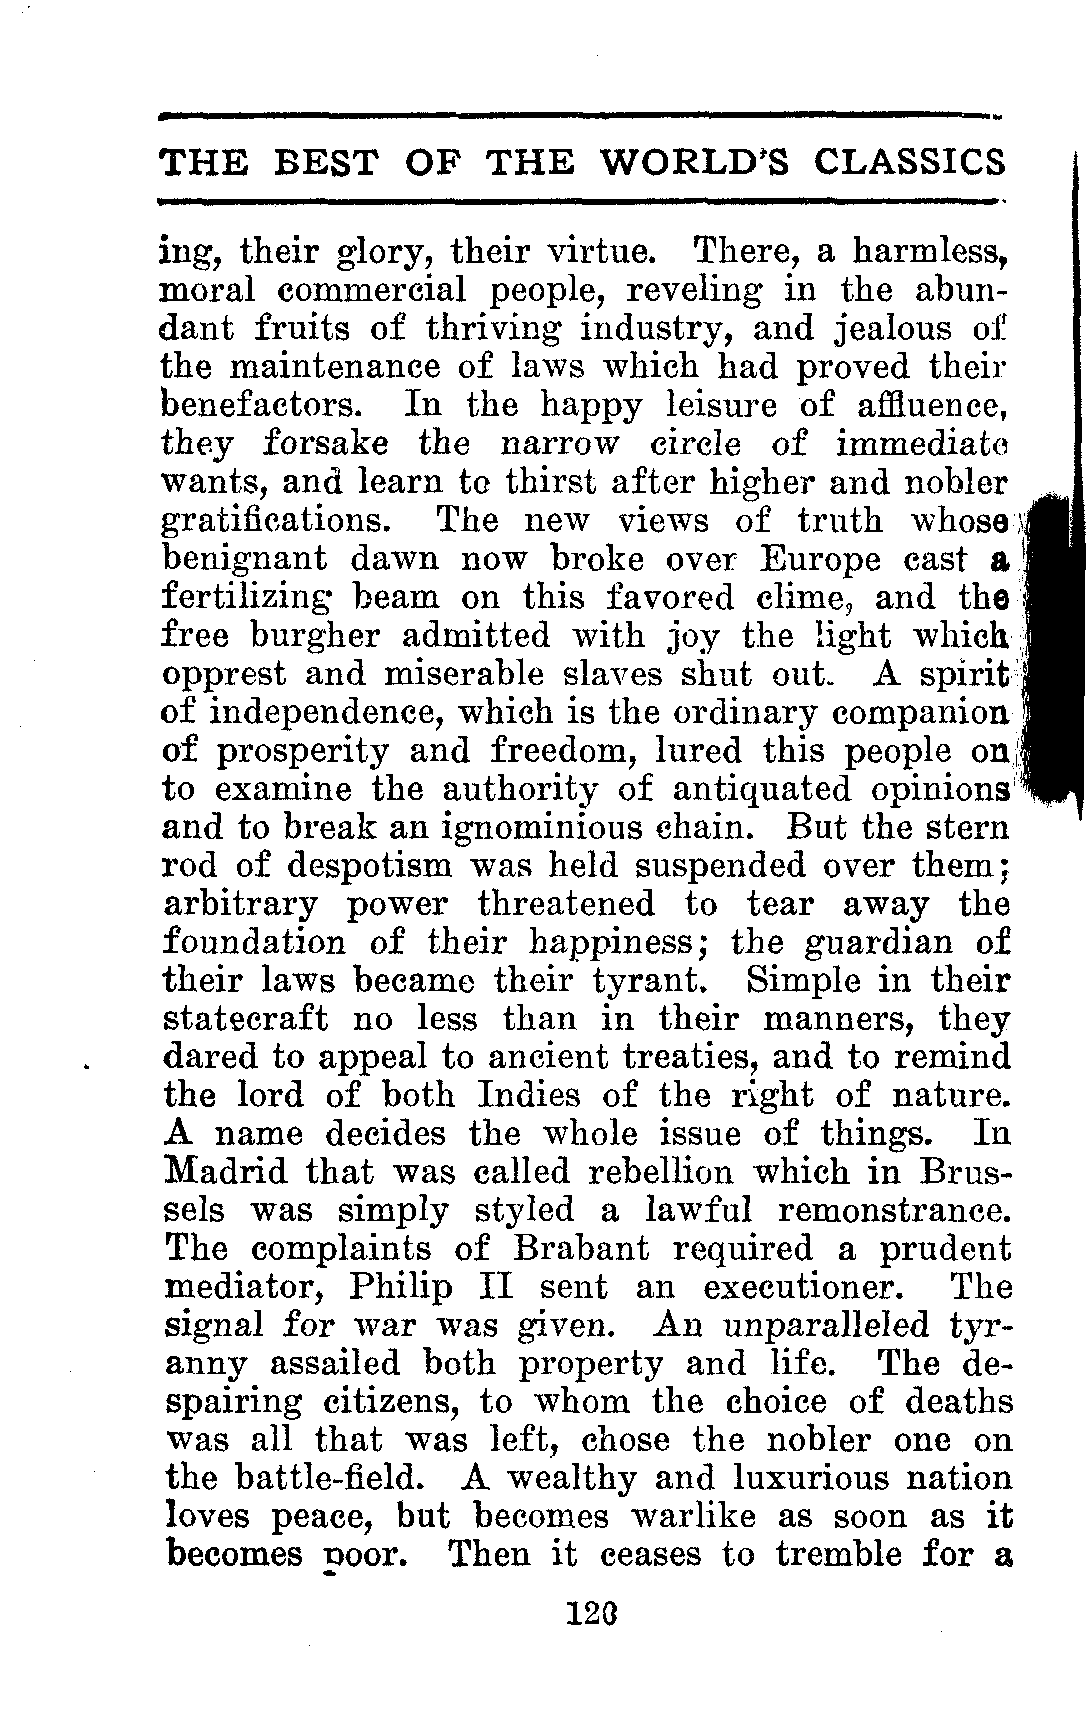 THE BEST OF THE WORLD'S CLASSICS
ing, their glory, their virtue. There, a harmless,
moral commercial people, reveling in the abun-
dant fruits of thriving industry, and jealous of
the maintenance of laws which had proved their
benefactors. In the happy leisure of affluence,
they forsake the narrow circle of immediate
wants, and learn to thirst after higher and nobler
gratifications. The new views of truth whose
benignant dawn now broke over Europe cast a
fertilizing beam on this favored clime, and the
free burgher admitted with joy the light which
opprest and miserable slaves shut out. A spirit
of independence, which is the ordinary companion
of prosperity and freedom, lured this people on
to examine the authority of antiquated opinions
and to break an ignominious chain. But the stern
rod of despotism was held suspended over them;
arbitrary power threatened to tear away the
foundation of their happiness; the guardian of
their laws became their tyrant. Simple in their
statecraft no less than in their manners, they
dared to appeal to ancient treaties, and to remind
the lord of both Indies of the right of nature.
A name decides the whole issue of things. In
Madrid that was called rebellion which in Brus-
sels was simply styled a lawful remonstrance.
The complaints of Brabant required a prudent
mediator, Philip II sent an executioner. The
signal for war was given. An unparalleled tyr-
anny assailed both property and life. The de-
spairing citizens, to whom the choice of deaths
was all that was left, chose the nobler one on
the battle-field. A wealthy and luxurious nation
loves peace, but becomes warlike as soon as it
becomes poor. Then it ceases to tremble for a
120